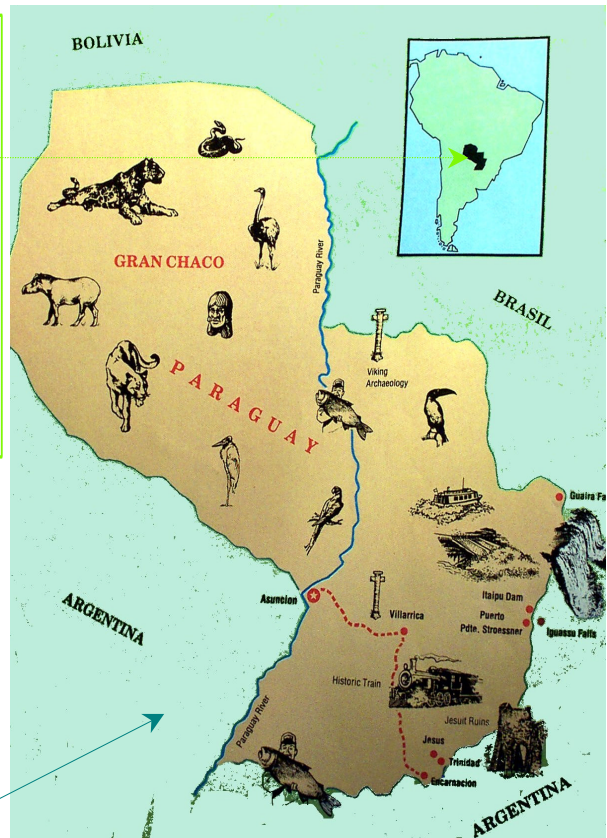 BOLIVIA
Paraguay River
GRAN CHACO
BRASIL
Viking
Archaeology
PARAGUAY
Guaira Fa
Asuncion
Villarrica
Itaipu Dam
Puerto
Pdte. Stroessner
Iguassu Falls
ARGENTINA
Historic Train
Paraguay River
Jesuit Ruins
Jesus
Trinidad
Encarnacion
ARGENTINA